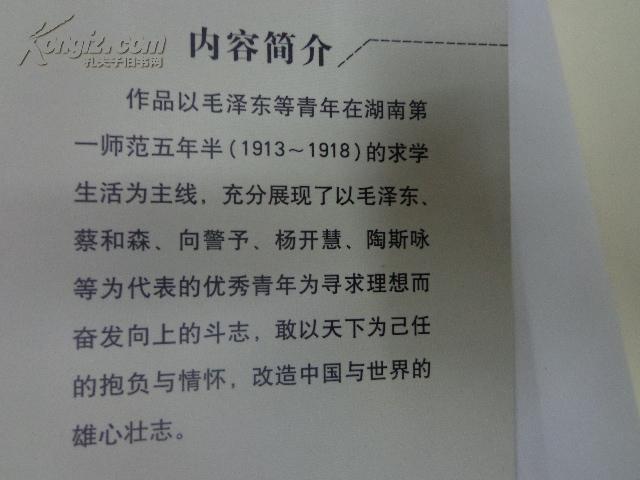 Kongfz.com
孔夫子旧书网
内容简介
作品以毛泽东等青年在湖南第
一师范五年半(1913～1918)的求学
生活为主线，充分展现了以毛泽东、
蔡和森、向警予、杨开慧、陶斯咏
等为代表的优秀青年为寻求理想而
奋发向上的斗志，敢以天下为己任
的抱负与情怀，改造中国与世界的
雄心壮志。